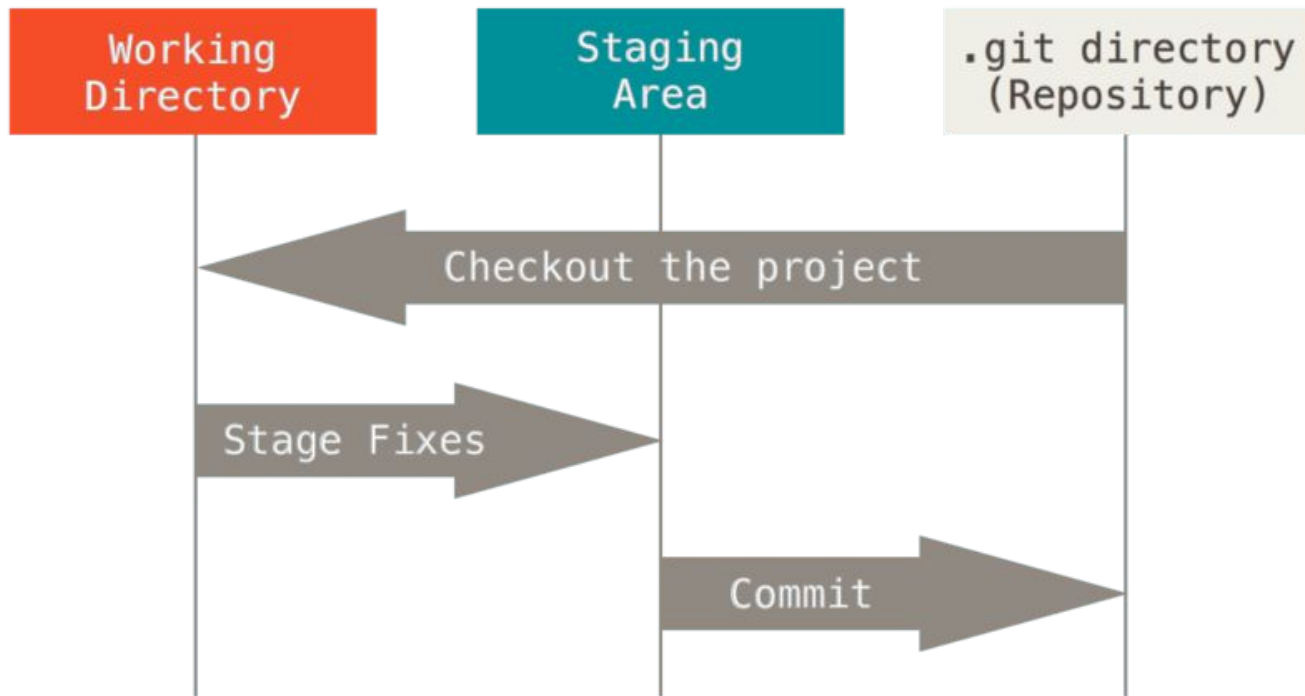 Working
Directory
Staging
Area
.git directory
(Repository)
Checkout the project
Stage Fixes
Commit